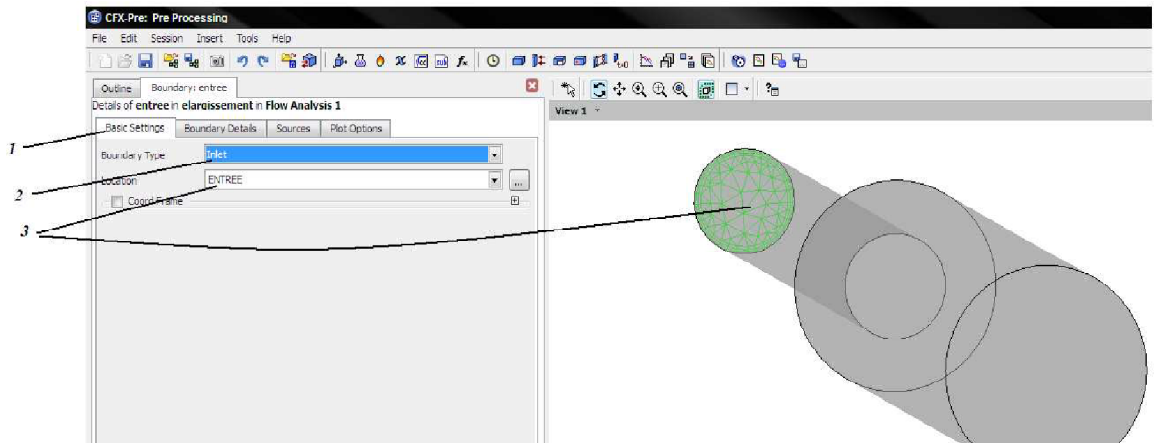 CFX-Pre: Pre Processing
File Edit Session Insert Tools Help
Outline Boundary: entree
Details of entree in elargissement in Flow Analysis 1
Basic Settings Boundary Details Sources Plot Options
1
Boundary Type Inlet
2
Location ENTREE ...
Coord Frame
3
View 1